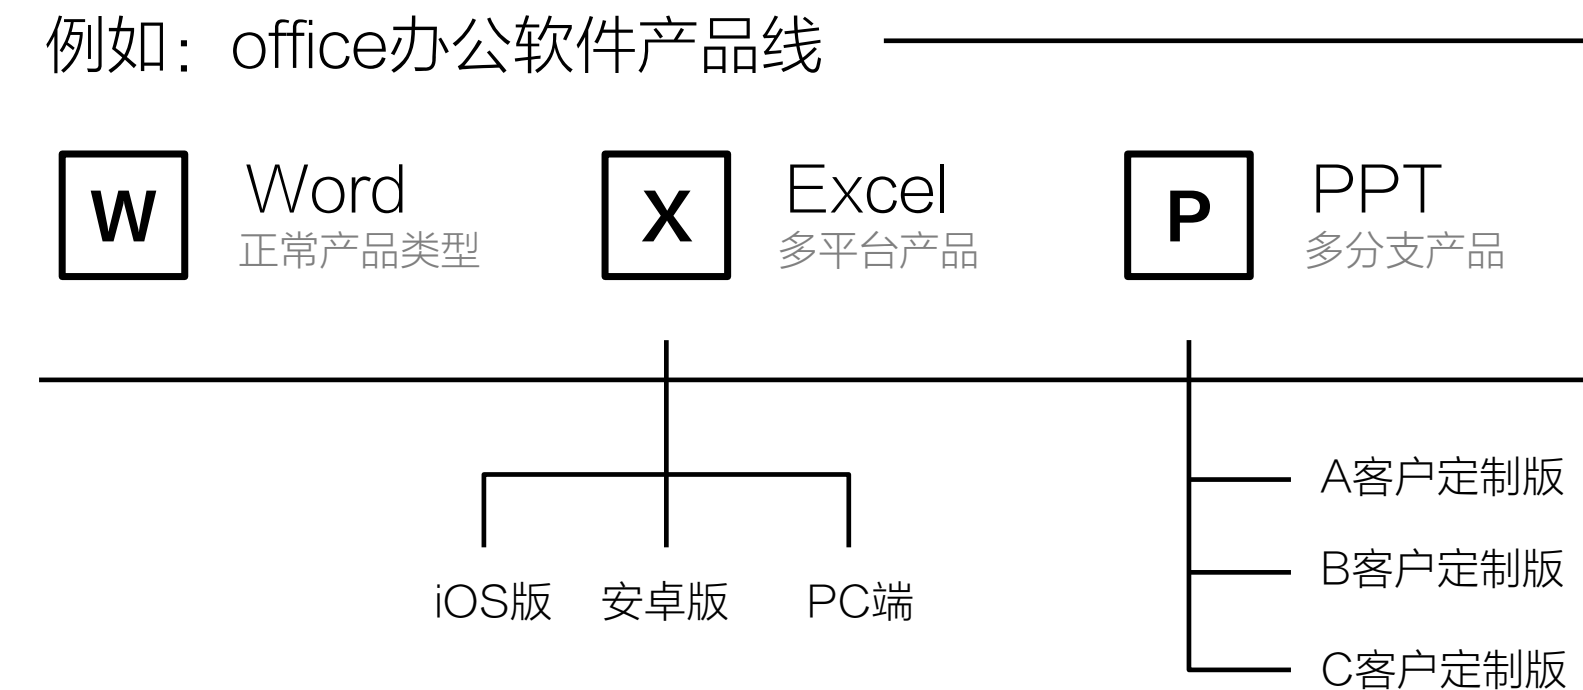 例如：office办公软件产品线
W Word
正常产品类型
X Excel
多平台产品
P PPT
多分支产品
iOS版 安卓版 PC端
A客户定制版
B客户定制版
C客户定制版